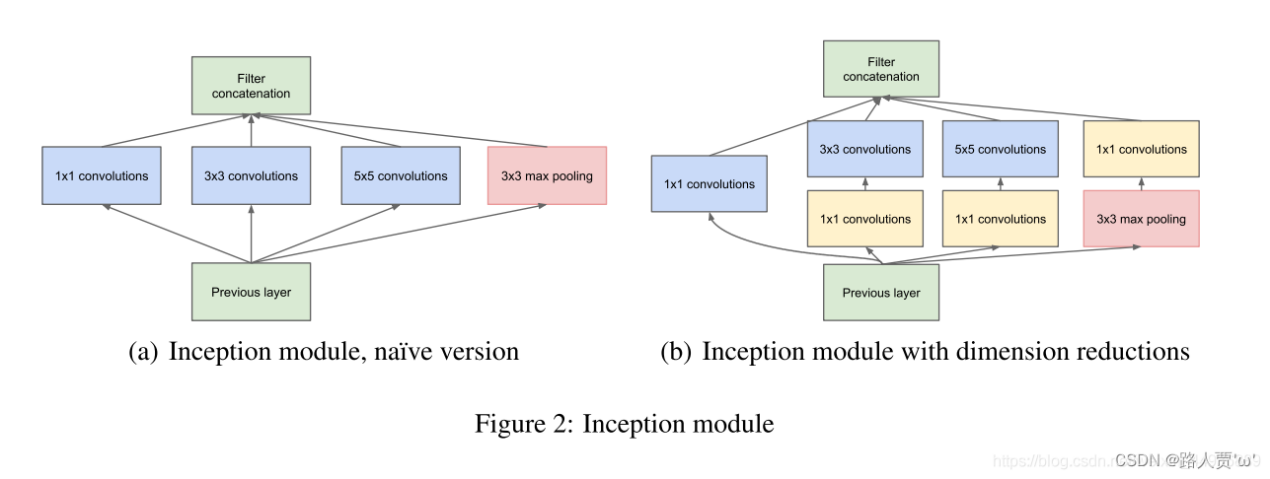 Filter
concatenation
1x1 convolutions
3x3 convolutions
5x5 convolutions
3x3 max pooling
Previous layer
(a) Inception module, naïve version
Filter
concatenation
3x3 convolutions
5x5 convolutions
1x1 convolutions
1x1 convolutions
1x1 convolutions
1x1 convolutions
3x3 max pooling
Previous layer
(b) Inception module with dimension reductions
Figure 2: Inception module
https://blog.csdn.
CSDN @路人贾'ω'